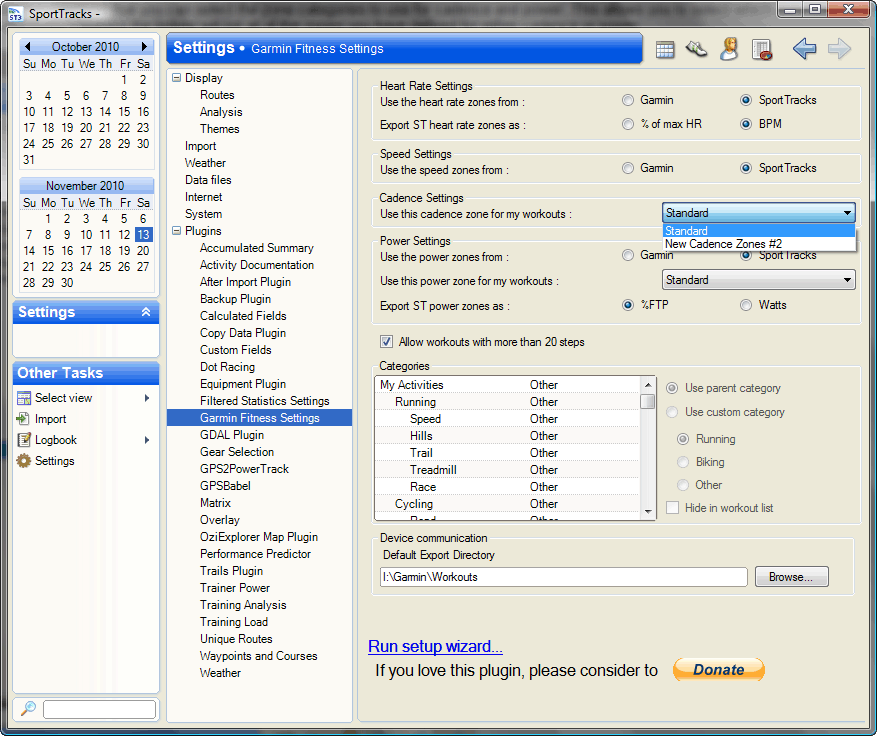 SportTracks -
October 2010
Su Mo Tu We Th Fr Sa
1 2
3 4 5 6 7 8 9
10 11 12 13 14 15 16
17 18 19 20 21 22 23
24 25 26 27 28 29 30
31
November 2010
Su Mo Tu We Th Fr Sa
1 2 3 4 5 6
7 8 9 10 11 12 13
14 15 16 17 18 19 20
21 22 23 24 25 26 27
28 29 30
Settings
Other Tasks
Select view
Import
Logbook
Settings
Settings • Garmin Fitness Settings
Display
Routes
Analysis
Themes
Import
Weather
Data files
Internet
System
Plugins
Accumulated Summary
Activity Documentation
After Import Plugin
Backup Plugin
Calculated Fields
Copy Data Plugin
Custom Fields
Dot Racing
Equipment Plugin
Filtered Statistics Settings
Garmin Fitness Settings
GDAL Plugin
Gear Selection
GPS2PowerTrack
GPSBabel
Matrix
Overlay
OziExplorer Map Plugin
Performance Predictor
Trails Plugin
Trainer Power
Training Analysis
Training Load
Unique Routes
Waypoints and Courses
Weather
Heart Rate Settings
Use the heart rate zones from : Garmin SportTracks
Export ST heart rate zones as : % of max HR BPM
Speed Settings
Use the speed zones from : Garmin SportTracks
Cadence Settings
Use this cadence zone for my workouts : Standard
Standard
New Cadence Zones #2
Power Settings
Use the power zones from : Garmin SportTracks
Use this power zone for my workouts : Standard
Export ST power zones as : %FTP Watts
Allow workouts with more than 20 steps
Categories
My Activities Other
Running Other
Speed Other
Hills Other
Trail Other
Treadmill Other
Race Other
Cycling Other
Road Other
Use parent category
Use custom category
Running
Biking
Other
Hide in workout list
Device communication
Default Export Directory
I:\Garmin\Workouts Browse...
Run setup wizard...
If you love this plugin, please consider to Donate